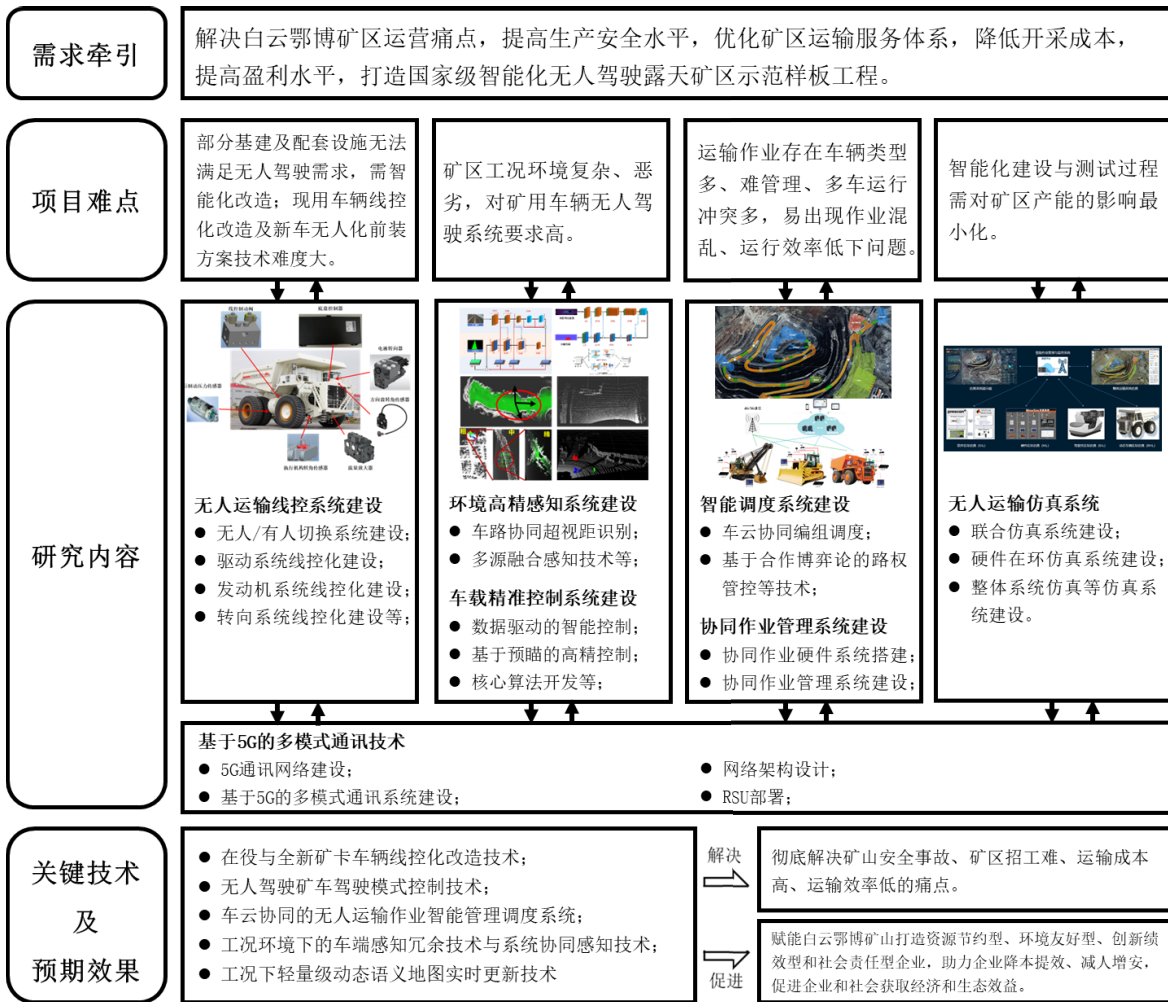 需求牵引
解决白云鄂博矿区运营痛点，提高生产安全水平，优化矿区运输服务体系，降低开采成本，
提高盈利水平，打造国家级智能化无人驾驶露天矿区示范样板工程。
项目难点
部分基建及配套设施无法
满足无人驾驶需求，需智
能化改造；现用车辆线控
化改造及新车无人化前装
方案技术难度大。
矿区工况环境复杂、恶
劣，对矿用车辆无人驾
驶系统要求高。
运输作业存在车辆类型
多、难管理、多车运行
冲突多，易出现作业混
乱、运行效率低下问题。
智能化建设与测试过程
需对矿区产能的影响最
小化。
研究内容
线控制动阀
电液转向器
方向盘转角传感器
执行机构转角传感器
流量放大器
无人运输线控系统建设
● 无人/有人切换系统建设；
● 驱动系统线控化建设；
● 发动机系统线控化建设；
● 转向系统线控化建设等；
环境高精感知系统建设
● 车路协同超视距识别；
● 多源融合感知技术等；
车载精准控制系统建设
● 数据驱动的智能控制；
● 基于预瞄的高精控制；
● 核心算法开发等；
智能调度系统建设
● 车云协同编组调度；
● 基于合作博弈论的路权
管控等技术；
协同作业管理系统建设
● 协同作业硬件系统搭建；
● 协同作业管理系统建设；
无人运输仿真系统
● 联合仿真系统建设；
● 硬件在环仿真系统建设；
● 整体系统仿真等仿真系
统建设。
基于5G的多模式通讯技术
● 5G通讯网络建设；
● 基于5G的多模式通讯系统建设；
● 网络架构设计；
● RSU部署；
关键技术
及
预期效果
● 在役与全新矿卡车辆线控化改造技术；
● 无人驾驶矿车驾驶模式控制技术；
● 车云协同的无人运输作业智能管理调度系统；
● 工况环境下的车端感知冗余技术与系统协同感知技术；
● 工况下轻量级动态语义地图实时更新技术
解决
彻底解决矿山安全事故、矿区招工难、运输成本
高、运输效率低的痛点。
促进
赋能白云鄂博矿山打造资源节约型、环境友好型、创新绩
效型和社会责任型企业，助力企业降本提效、减人增安，
促进企业和社会获取经济和生态效益。